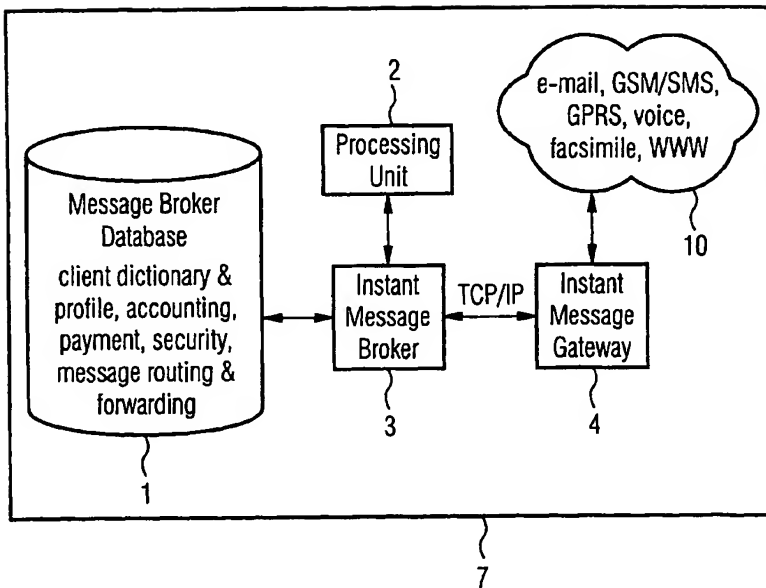 Message Broker
Database
client dictionary &
profile, accounting,
payment, security,
message routing &
forwarding
1
2
Processing
Unit
Instant
Message
Broker
3
TCP/IP
e-mail, GSM/SMS,
GPRS, voice,
facsimile, WWW
10
Instant
Message
Gateway
4
7